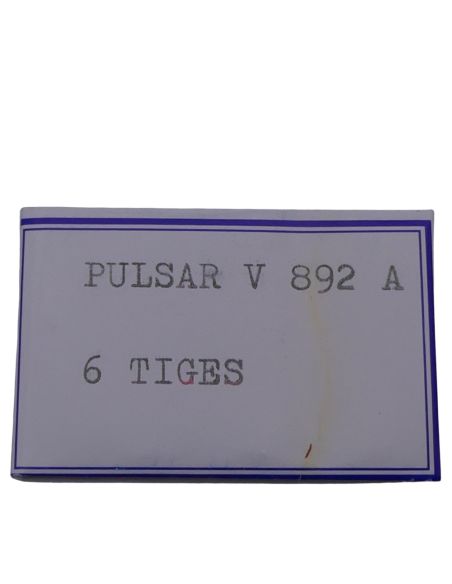 PULSAR V 892 A
6 TIGES